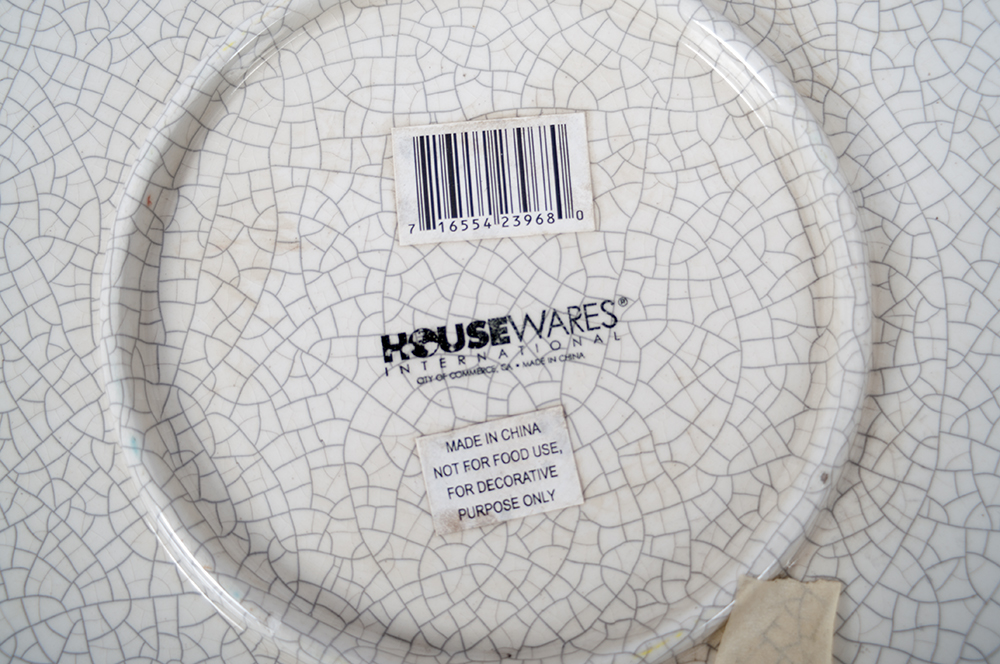 7 16554 23968 0
HOUSEWARES®
INTERNATIONAL
CITY OF COMMERCE, CA • MADE IN CHINA
MADE IN CHINA
NOT FOR FOOD USE,
FOR DECORATIVE
PURPOSE ONLY